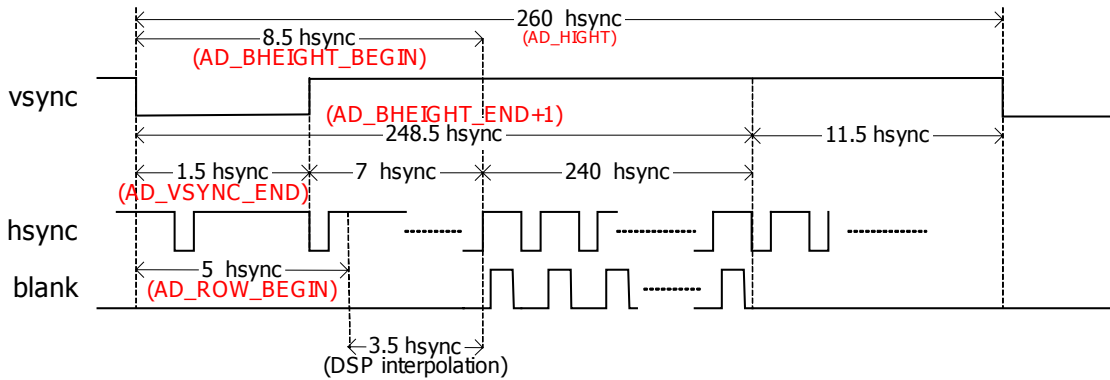 260 hsync
(AD_HIGHT)
8.5 hsync
(AD_BHEIGHT_BEGIN)
vsync
(AD_BHEIGHT_END+1)
248.5 hsync
11.5 hsync
1.5 hsync
7 hsync
240 hsync
(AD_VSYNC_END)
hsync
5 hsync
blank
(AD_ROW_BEGIN)
3.5 hsync
(DSP interpolation)